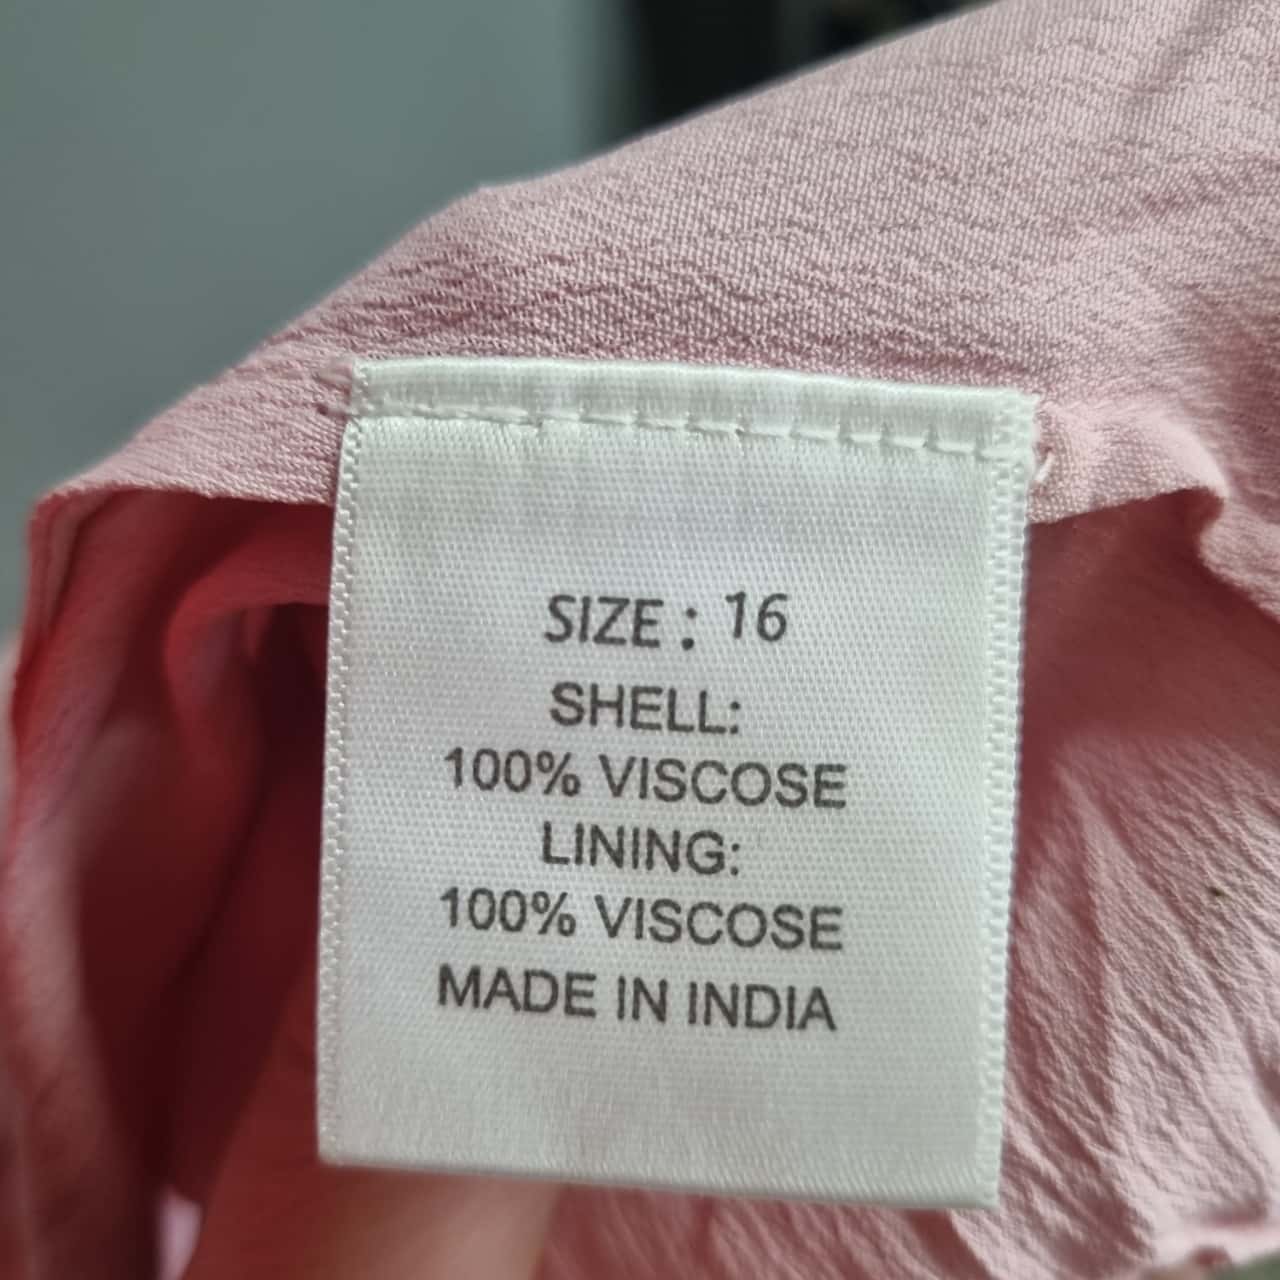 SIZE : 16
SHELL:
100% VISCOSE
LINING:
100% VISCOSE
MADE IN INDIA